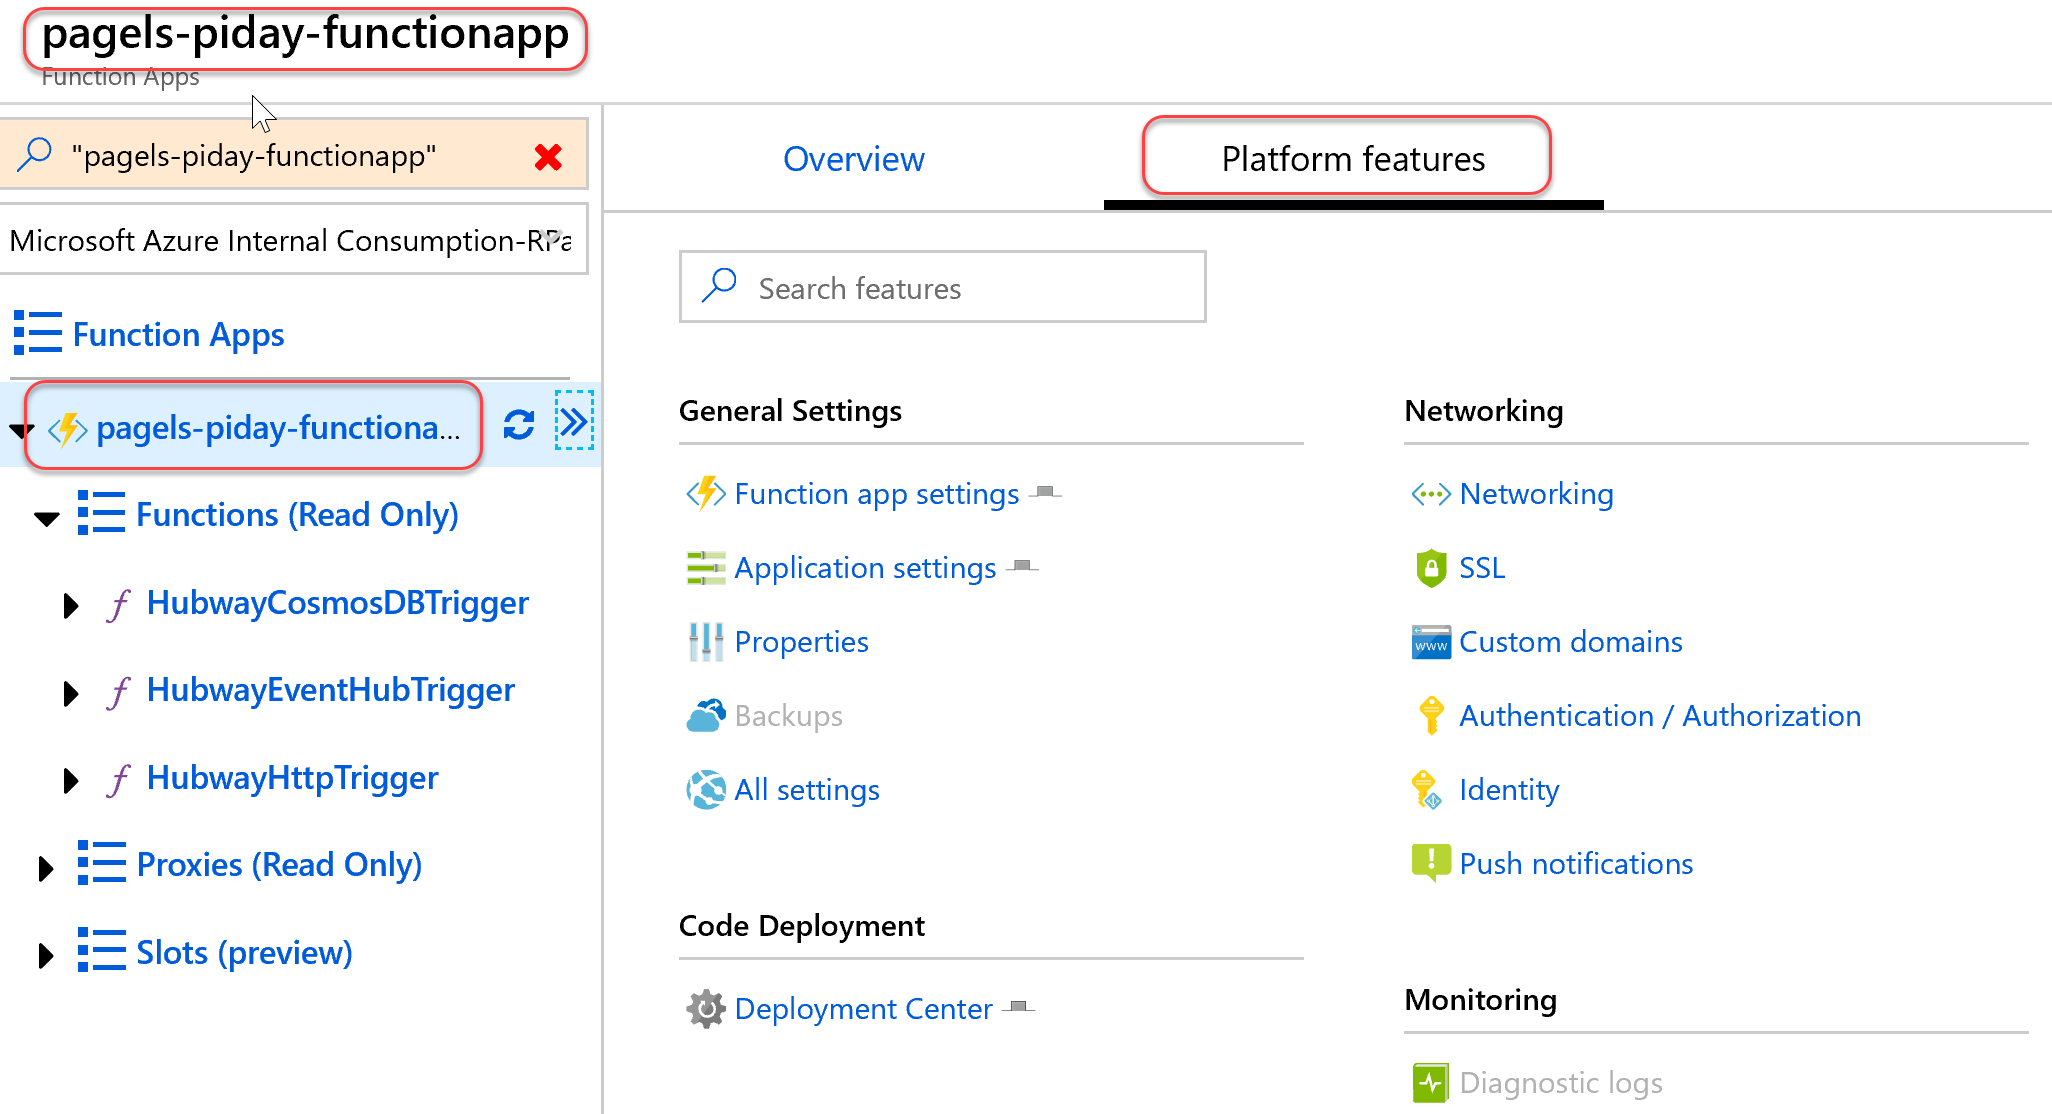 pagels-piday-functionapp
Function Apps
"pagels-piday-functionapp"
Microsoft Azure Internal Consumption-RPa
Function Apps
pagels-piday-functiona...
Functions (Read Only)
HubwayCosmosDBTrigger
HubwayEventHubTrigger
HubwayHttpTrigger
Proxies (Read Only)
Slots (preview)
Overview
Platform features
Search features
General Settings
Function app settings
Application settings
Properties
Backups
All settings
Code Deployment
Deployment Center
Networking
Networking
SSL
www
Custom domains
Authentication / Authorization
Identity
Push notifications
Monitoring
Diagnostic logs